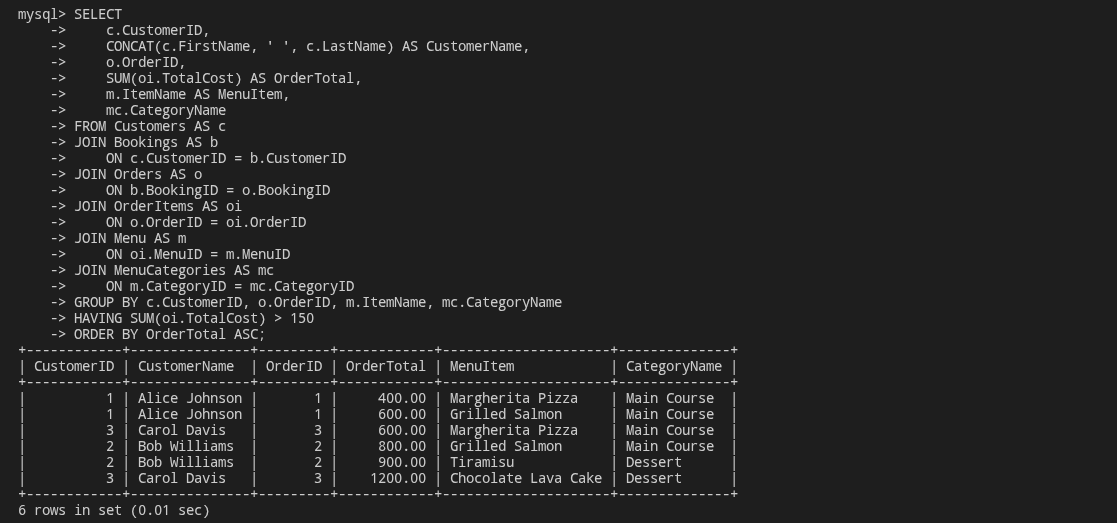 mysql> SELECT
    ->     c.CustomerID,
    ->     CONCAT(c.FirstName, ' ', c.LastName) AS CustomerName,
    ->     o.OrderID,
    ->     SUM(oi.TotalCost) AS OrderTotal,
    ->     m.ItemName AS MenuItem,
    ->     mc.CategoryName
    -> FROM Customers AS c
    -> JOIN Bookings AS b
    ->     ON c.CustomerID = b.CustomerID
    -> JOIN Orders AS o
    ->     ON b.BookingID = o.BookingID
    -> JOIN OrderItems AS oi
    ->     ON o.OrderID = oi.OrderID
    -> JOIN Menu AS m
    ->     ON oi.MenuID = m.MenuID
    -> JOIN MenuCategories AS mc
    ->     ON m.CategoryID = mc.CategoryID
    -> GROUP BY c.CustomerID, o.OrderID, m.ItemName, mc.CategoryName
    -> HAVING SUM(oi.TotalCost) > 150
    -> ORDER BY OrderTotal ASC;
+------------+---------------+---------+------------+---------------------+--------------+
| CustomerID | CustomerName  | OrderID | OrderTotal | MenuItem            | CategoryName |
+------------+---------------+---------+------------+---------------------+--------------+
|          1 | Alice Johnson |       1 |     400.00 | Margherita Pizza    | Main Course  |
|          1 | Alice Johnson |       1 |     600.00 | Grilled Salmon      | Main Course  |
|          3 | Carol Davis   |       3 |     600.00 | Margherita Pizza    | Main Course  |
|          2 | Bob Williams  |       2 |     800.00 | Grilled Salmon      | Main Course  |
|          2 | Bob Williams  |       2 |     900.00 | Tiramisu            | Dessert      |
|          3 | Carol Davis   |       3 |    1200.00 | Chocolate Lava Cake | Dessert      |
+------------+---------------+---------+------------+---------------------+--------------+
6 rows in set (0.01 sec)